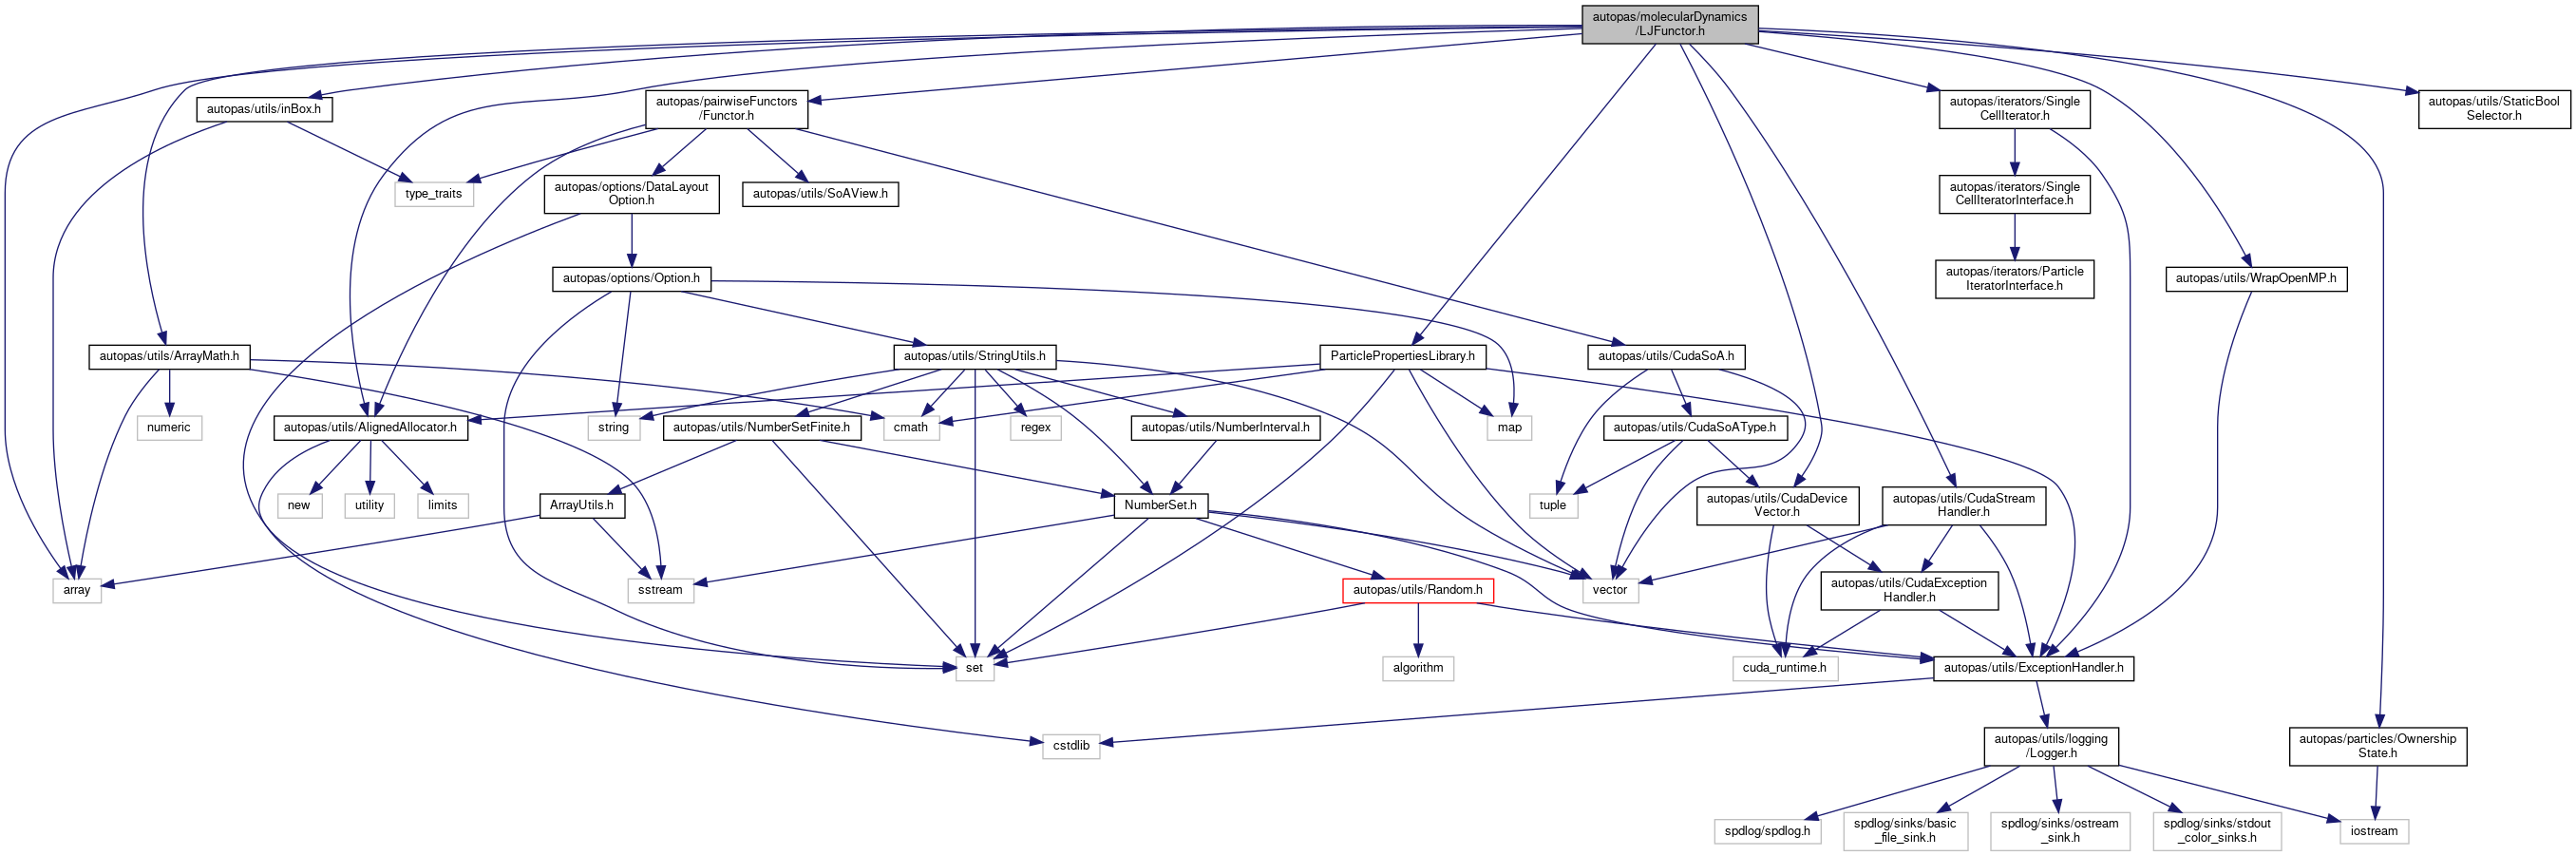 autopas/molecularDynamics
/LJFunctor.h
autopas/utils/inBox.h
autopas/pairwiseFunctors
/Functor.h
autopas/iterators/Single
CellIterator.h
autopas/utils/StaticBool
Selector.h
type_traits
autopas/options/DataLayout
Option.h
autopas/utils/SoAView.h
autopas/iterators/Single
CellIteratorInterface.h
autopas/options/Option.h
autopas/iterators/Particle
IteratorInterface.h
autopas/utils/WrapOpenMP.h
autopas/utils/ArrayMath.h
autopas/utils/StringUtils.h
ParticlePropertiesLibrary.h
autopas/utils/CudaSoA.h
numeric
autopas/utils/AlignedAllocator.h
string
autopas/utils/NumberSetFinite.h
cmath
regex
autopas/utils/NumberInterval.h
map
autopas/utils/CudaSoAType.h
new
utility
limits
ArrayUtils.h
NumberSet.h
tuple
autopas/utils/CudaDevice
Vector.h
autopas/utils/CudaStream
Handler.h
array
sstream
autopas/utils/Random.h
vector
autopas/utils/CudaException
Handler.h
set
algorithm
cuda_runtime.h
autopas/utils/ExceptionHandler.h
cstdlib
autopas/utils/logging
/Logger.h
autopas/particles/Ownership
State.h
spdlog/spdlog.h
spdlog/sinks/basic
_file_sink.h
spdlog/sinks/ostream
_sink.h
spdlog/sinks/stdout
_color_sinks.h
iostream